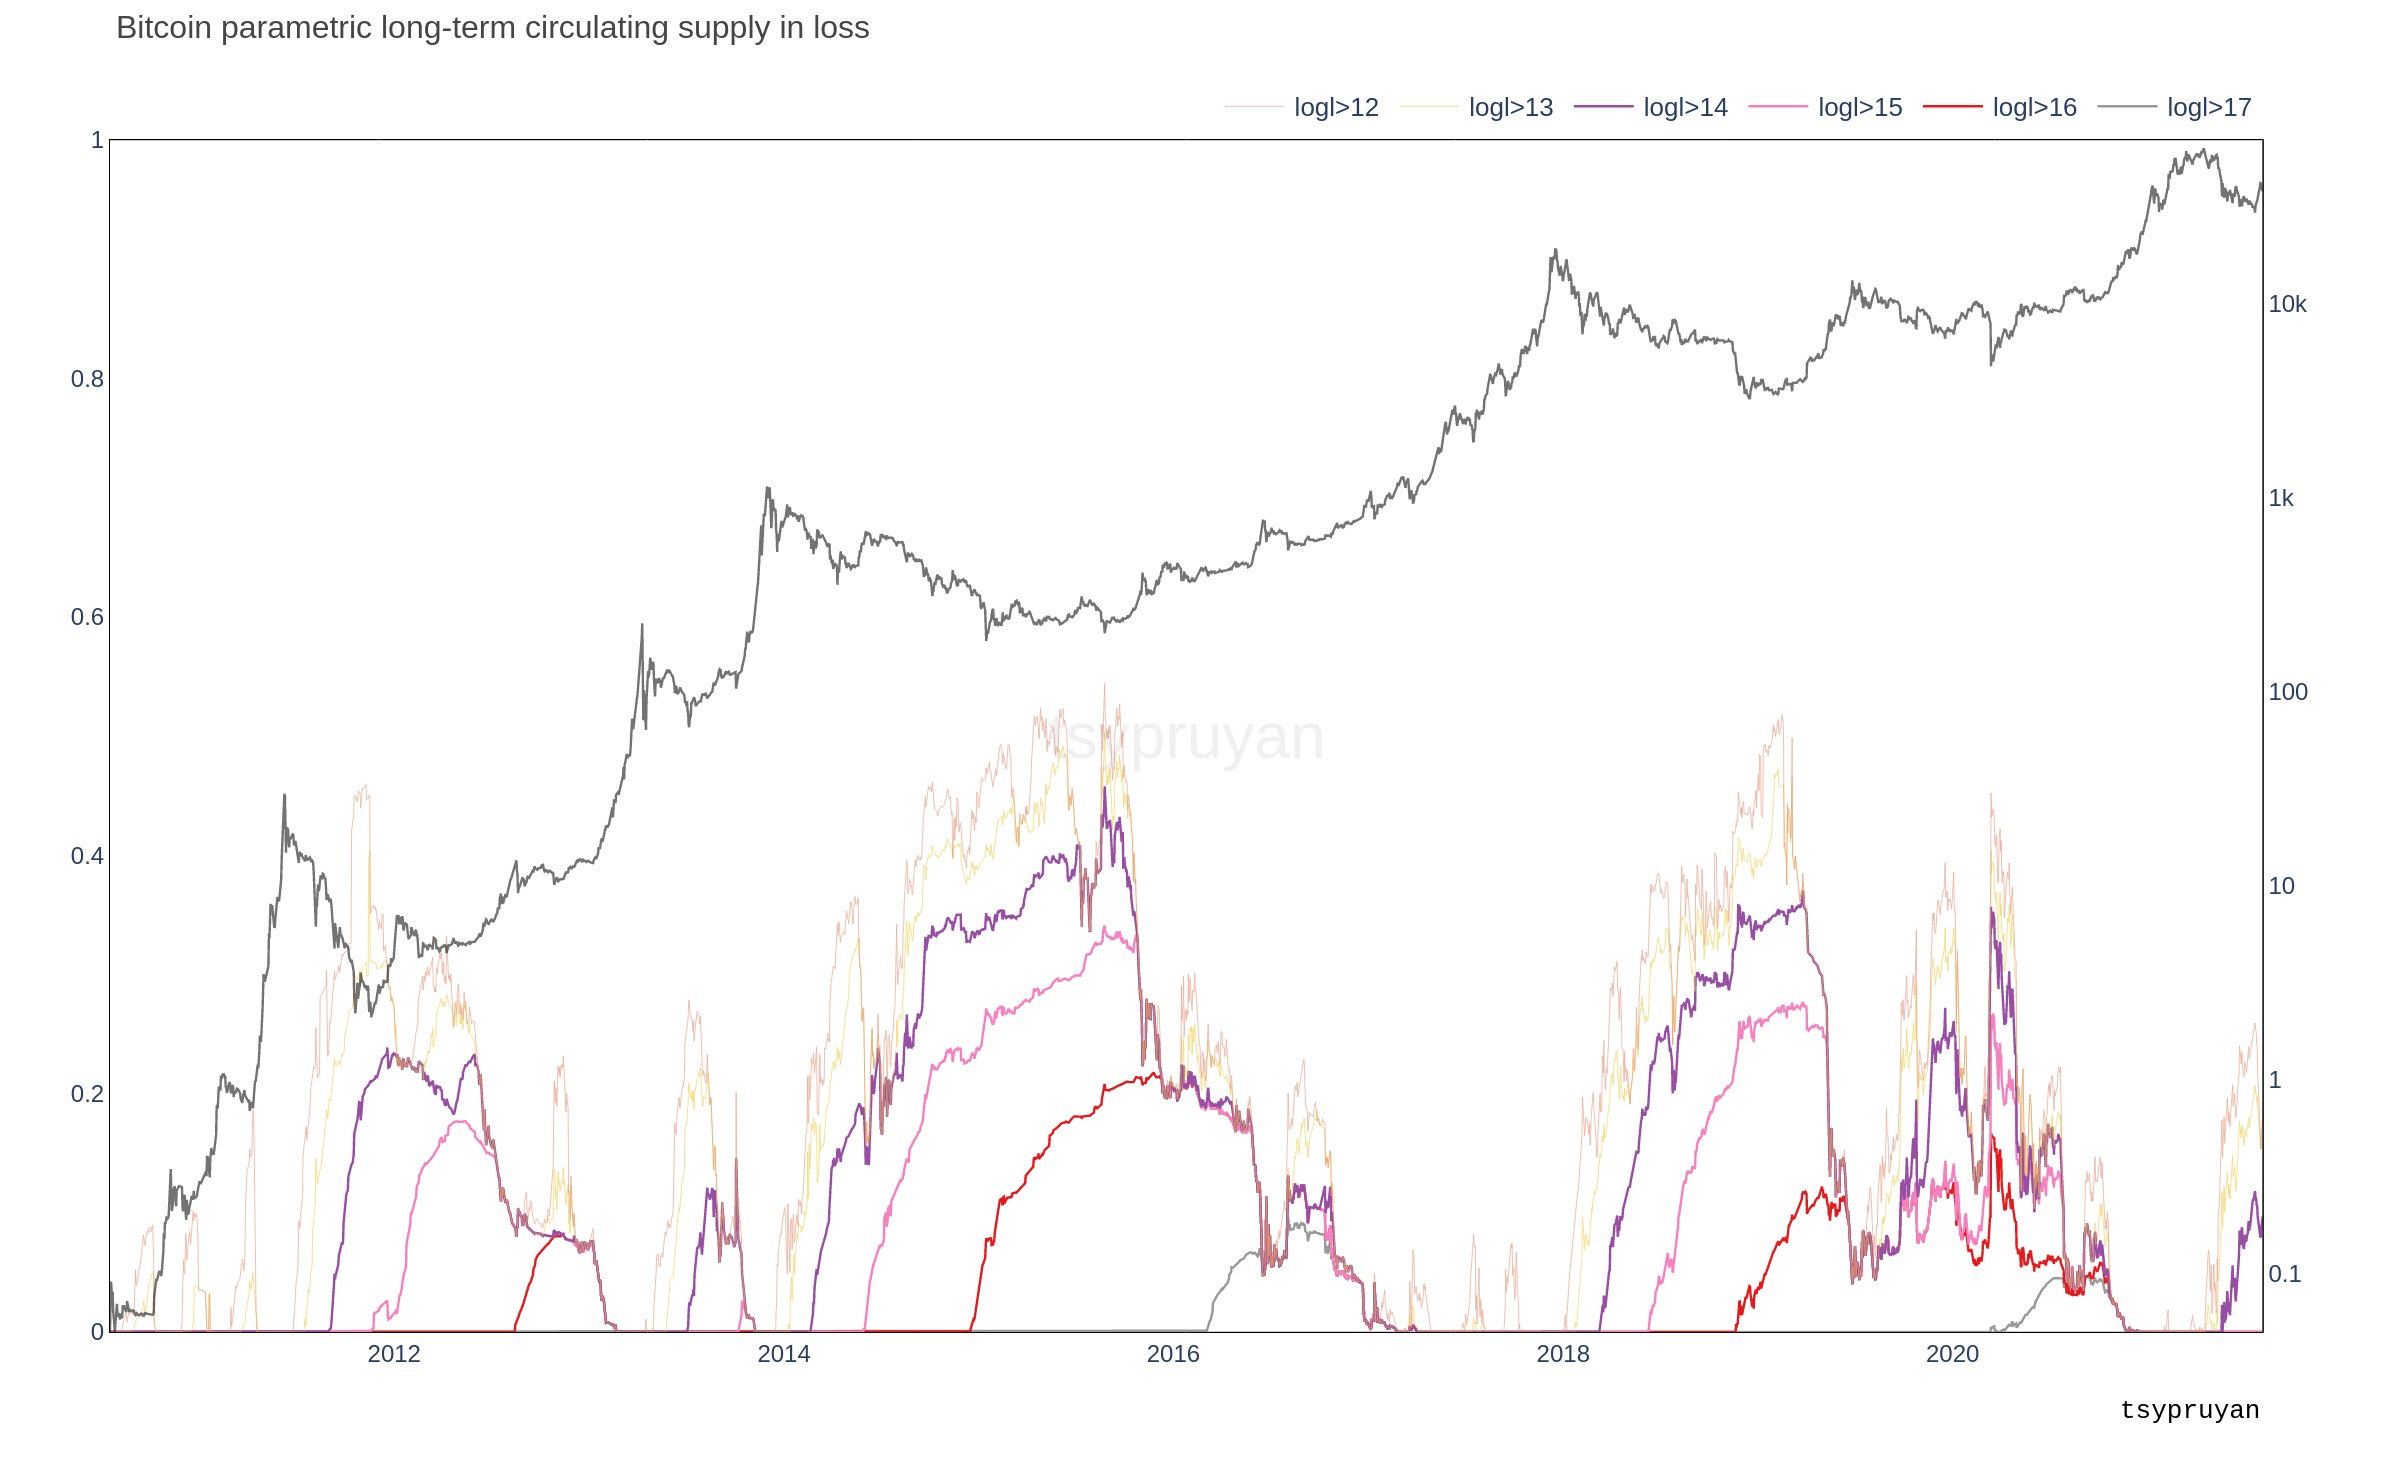 Bitcoin parametric long-term circulating supply in loss
logl>12 logl>13 logl>14 logl>15 logl>16 logl>17
1
0.8
0.6
0.4
0.2
0
10k
1k
100
10
1
0.1
tsypruyan
2012 2014 2016 2018 2020
tsypruyan